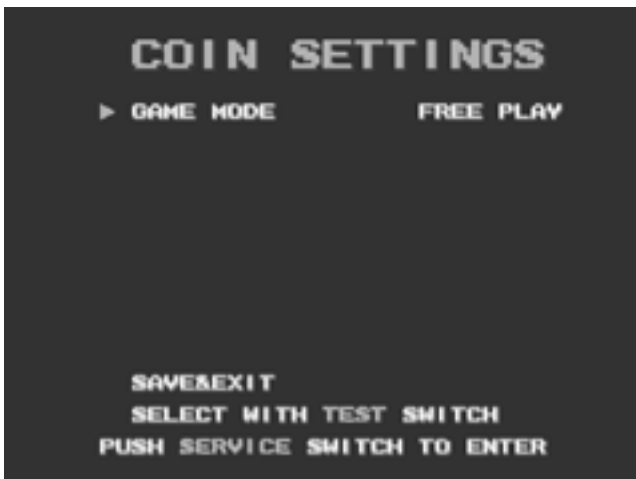 COIN SETTINGS
▶ GAME MODE FREE PLAY
SAVE&EXIT
SELECT WITH TEST SWITCH
PUSH SERVICE SWITCH TO ENTER